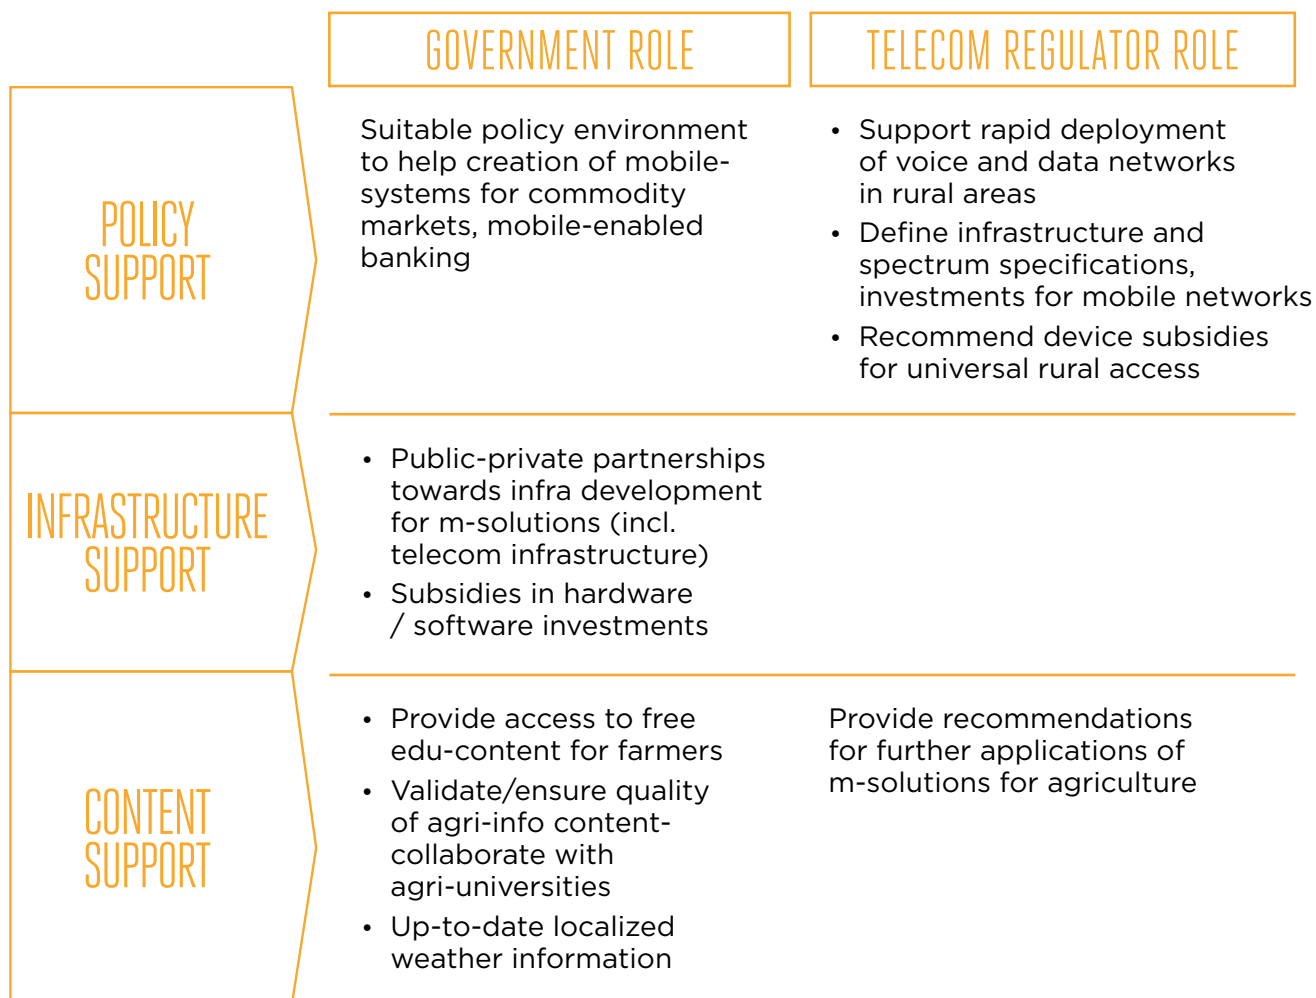 GOVERNMENT ROLE
TELECOM REGULATOR ROLE
POLICY
SUPPORT
Suitable policy environment
to help creation of mobile-
systems for commodity
markets, mobile-enabled
banking
• Support rapid deployment
of voice and data networks
in rural areas
• Define infrastructure and
spectrum specifications,
investments for mobile networks
• Recommend device subsidies
for universal rural access
INFRASTRUCTURE
SUPPORT
• Public-private partnerships
towards infra development
for m-solutions (incl.
telecom infrastructure)
• Subsidies in hardware
/ software investments
CONTENT
SUPPORT
• Provide access to free
edu-content for farmers
• Validate/ensure quality
of agri-info content-
collaborate with
agri-universities
• Up-to-date localized
weather information
Provide recommendations
for further applications of
m-solutions for agriculture